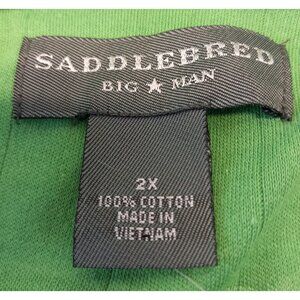 SADDLEBRED
BIG ★ MAN
2X
100% COTTON
MADE IN
VIETNAM